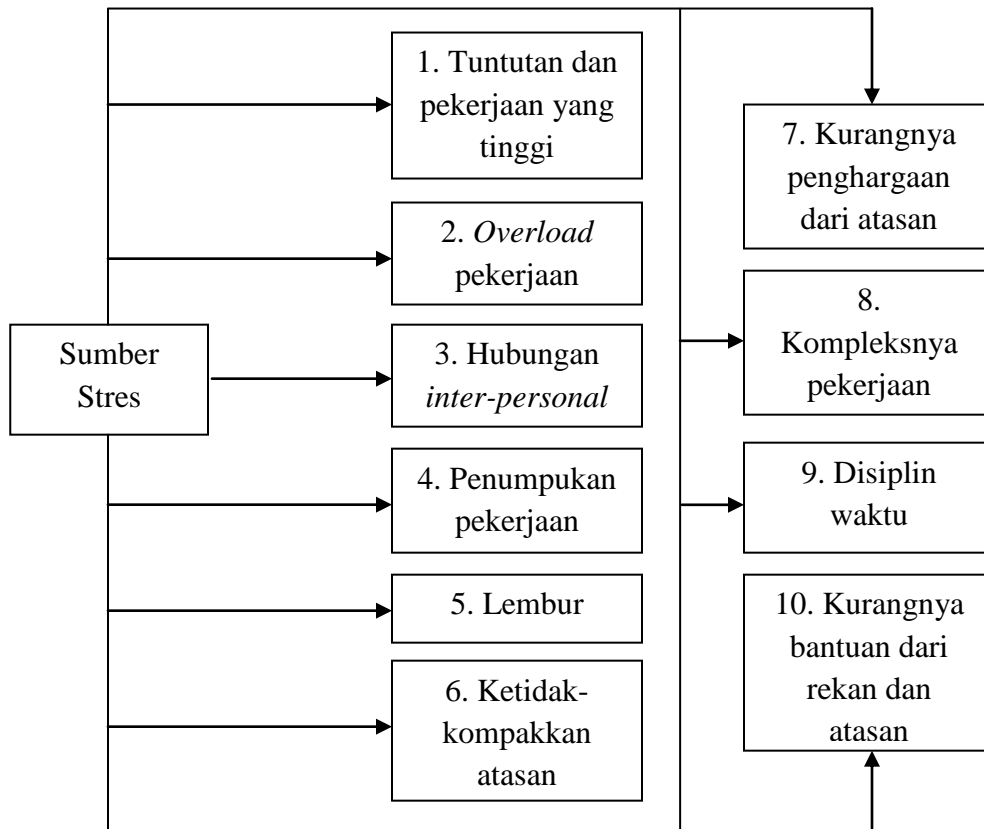 Sumber
Stres
1. Tuntutan dan
pekerjaan yang
tinggi
2. Overload
pekerjaan
3. Hubungan
inter-personal
4. Penumpukan
pekerjaan
5. Lembur
6. Ketidak-
kompakkan
atasan
7. Kurangnya
penghargaan
dari atasan
8.
Kompleksnya
pekerjaan
9. Disiplin
waktu
10. Kurangnya
bantuan dari
rekan dan
atasan